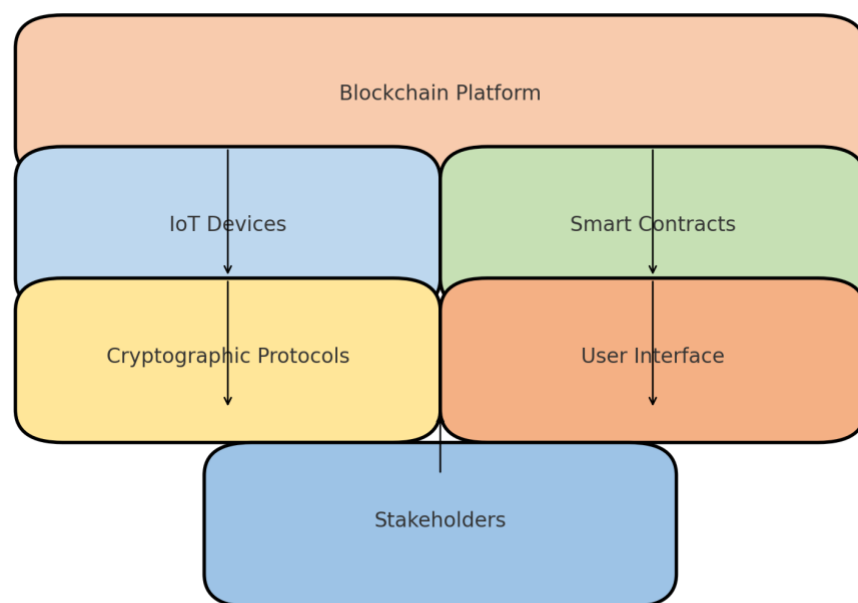 Blockchain Platform
IoT Devices
Smart Contracts
Cryptographic Protocols
User Interface
Stakeholders